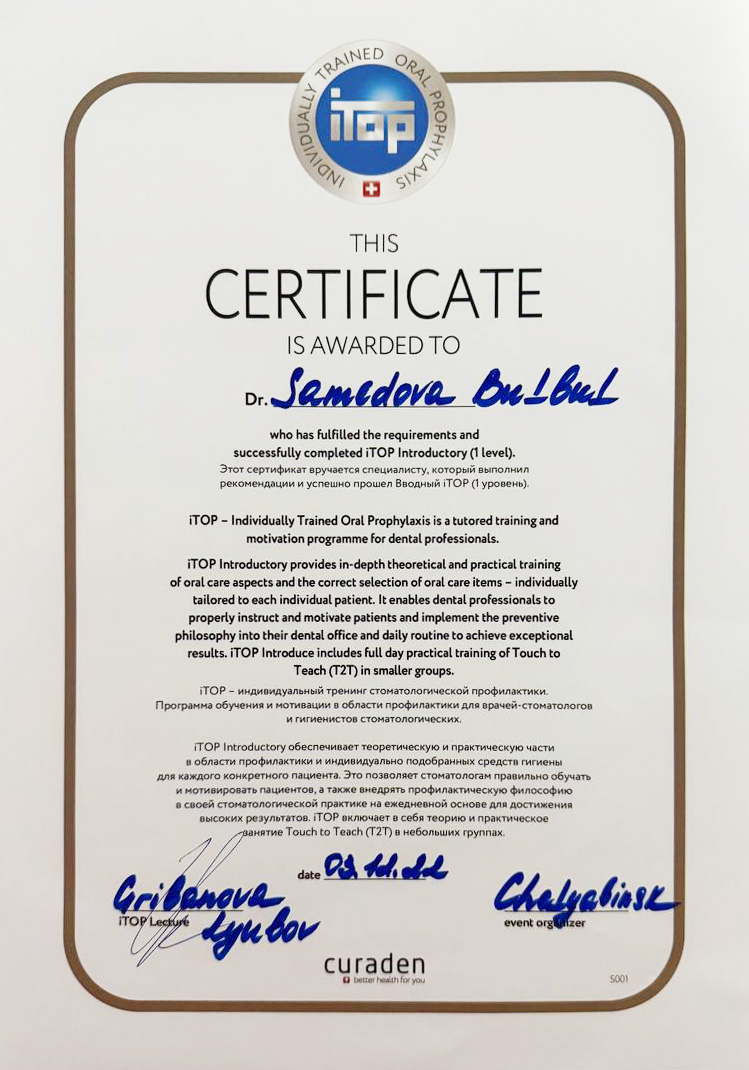 INDIVIDUALLY TRAINED ORAL PROPHYLAXIS
iTop
THIS
CERTIFICATE
IS AWARDED TO
Dr. Samedova
who has fulfilled the requirements and
successfully completed iTOP Introductory (1 level).
Этот сертификат вручается специалисту, который выполнил
рекомендации и успешно прошел Вводный iTOP (1 уровень).
iTOP – Individually Trained Oral Prophylaxis is a tutored training and
motivation programme for dental professionals.
iTOP Introductory provides in-depth theoretical and practical training
of oral care aspects and the correct selection of oral care items – individually
tailored to each individual patient. It enables dental professionals to
properly instruct and motivate patients and implement the preventive
philosophy into their dental office and daily routine to achieve exceptional
results. iTOP Introduce includes full day practical training of Touch to
Teach (T2T) in smaller groups.
iTOP – индивидуальный тренинг стоматологической профилактики.
Программа обучения и мотивации в области профилактики для врачей-стоматологов
и гигиенистов стоматологических.
iTOP Introductory обеспечивает теоретическую и практическую части
в области профилактики и индивидуально подобранных средств гигиены
для каждого конкретного пациента. Это позволяет стоматологам правильно обучать
и мотивировать пациентов, а также внедрять профилактическую философию
в своей стоматологической практике на ежедневной основе для достижения
высоких результатов. iTOP включает в себя теорию и практическое
занятие Touch to Teach (T2T) в небольших группах.
date
Gribanova
Lyubov
iTOP Lecture
Chelyabinsk
event organizer
curaden
better health for you
S001